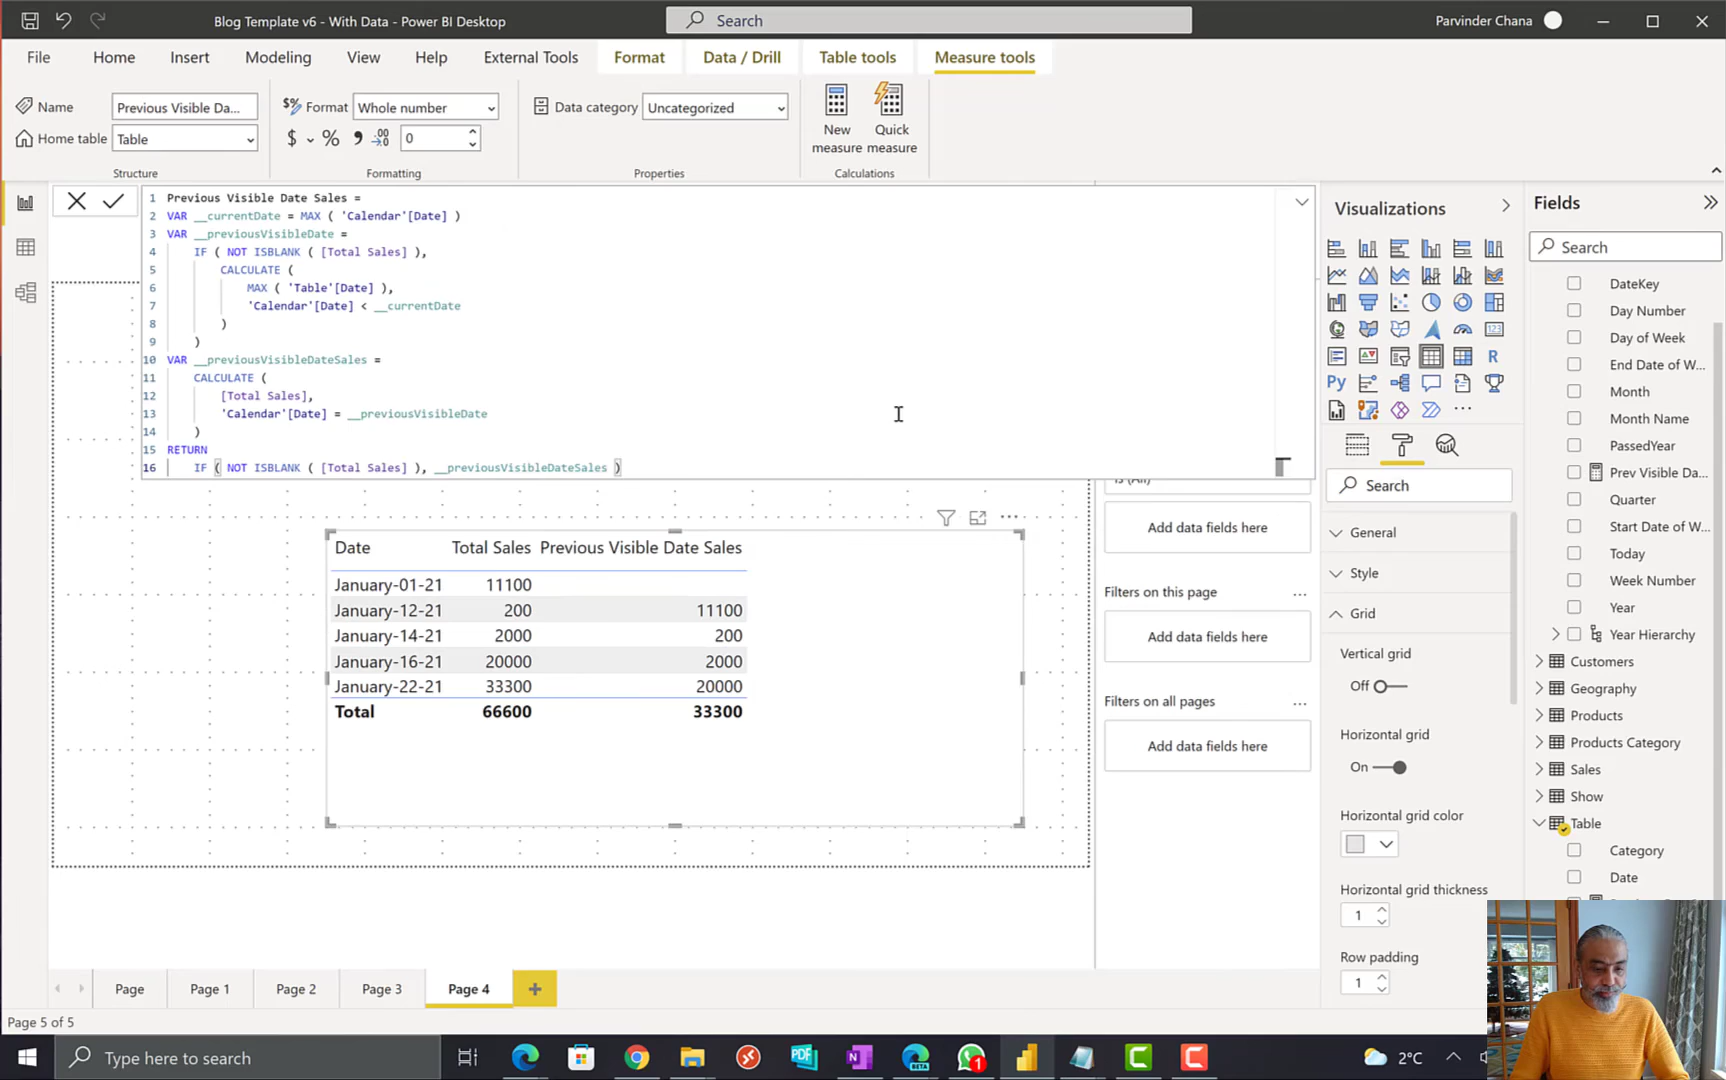 Blog Template v6 - With Data - Power BI Desktop
Search
Parvinder Chana
File
Home
Insert
Modeling
View
Help
External Tools
Format
Data / Drill
Table tools
Measure tools
Name
Previous Visible Da...
Home table
Table
Structure
Format
Whole number
$
%
0
Formatting
Data category
Uncategorized
Properties
New measure
Quick measure
Calculations
1 Previous Visible Date Sales =
2 VAR __currentDate = MAX ( 'Calendar'[Date] )
3 VAR __previousVisibleDate =
4 IF ( NOT ISBLANK ( [Total Sales] ),
5 CALCULATE (
6 MAX ( 'Table'[Date] ),
7 'Calendar'[Date] < __currentDate
8 )
9 )
10 VAR __previousVisibleDateSales =
11 CALCULATE (
12 [Total Sales],
13 'Calendar'[Date] = __previousVisibleDate
14 )
15 RETURN
16 IF ( NOT ISBLANK ( [Total Sales] ), __previousVisibleDateSales )
Date Total Sales Previous Visible Date Sales
January-01-21 11100
January-12-21 200 11100
January-14-21 2000 200
January-16-21 20000 2000
January-22-21 33300 20000
Total 66600 33300
is (All)
Add data fields here
Filters on this page
Add data fields here
Filters on all pages
Add data fields here
Visualizations
R
Py
Search
General
Style
Grid
Vertical grid
Off
Horizontal grid
On
Horizontal grid color
Horizontal grid thickness
1
Row padding
1
Fields
Search
DateKey
Day Number
Day of Week
End Date of W...
Month
Month Name
PassedYear
Prev Visible Da...
Quarter
Start Date of W...
Today
Week Number
Year
Year Hierarchy
Customers
Geography
Products
Products Category
Sales
Show
Table
Category
Date
Page
Page 1
Page 2
Page 3
Page 4
Page 5 of 5
Type here to search
2°C